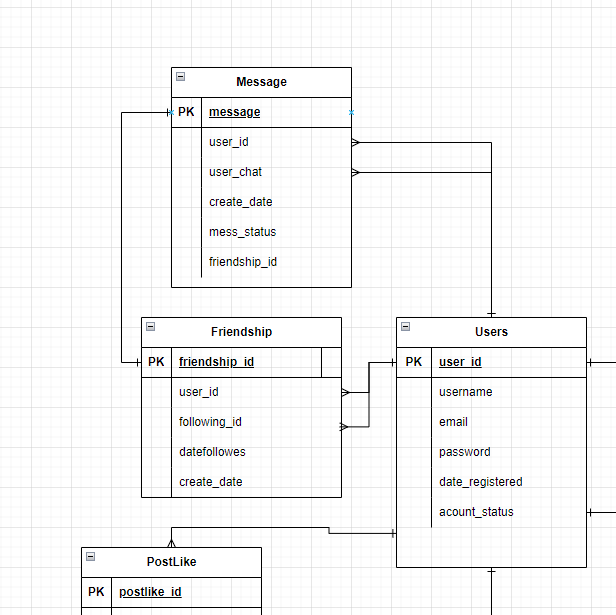 Message
PK message
user_id
user_chat
create_date
mess_status
friendship_id
Friendship
PK friendship_id
user_id
following_id
datefollowes
create_date
Users
PK user_id
username
email
password
date_registered
acount_status
PostLike
PK postlike_id